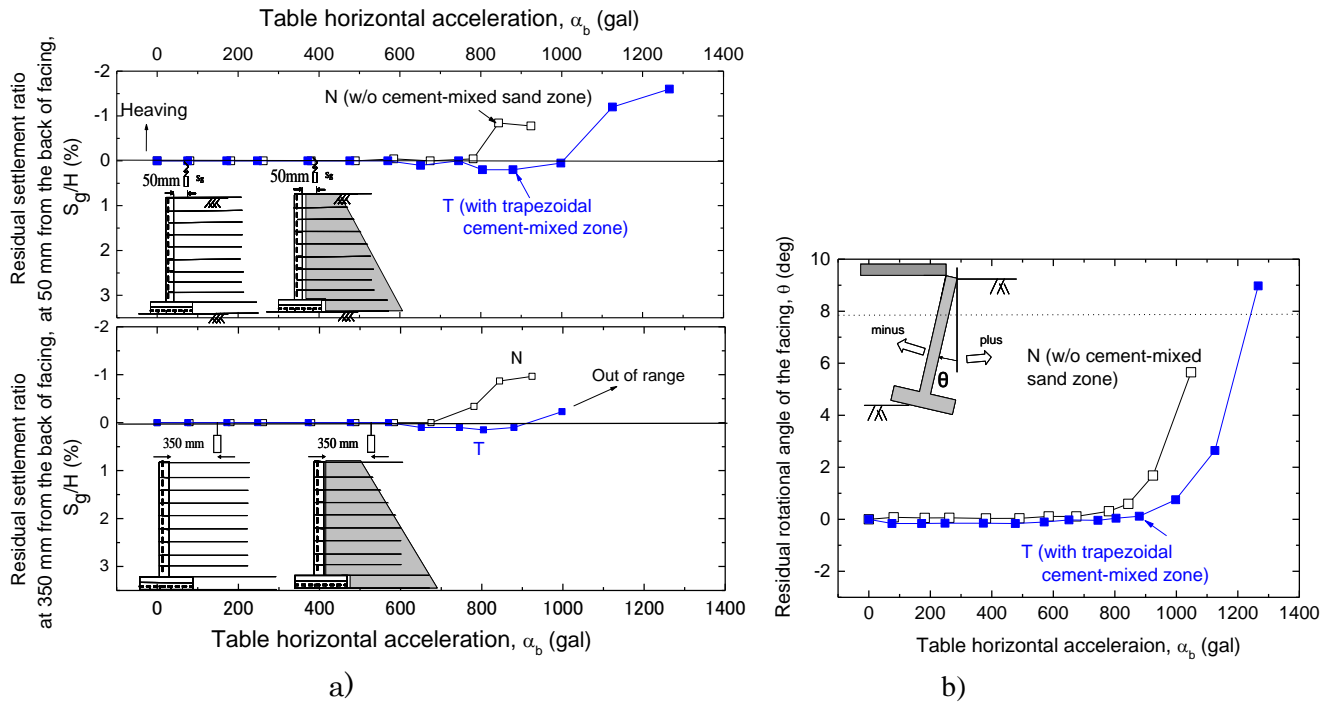 Table horizontal acceleration, α_b (gal)
0 200 400 600 800 1000 1200 1400
Residual settlement ratio
at 50 mm from the back of facing,
S_g/H (%)
-2
-1
0
1
2
3
Heaving
N (w/o cement-mixed sand zone)
50mm
s_g
50mm
s_g
T (with trapezoidal
cement-mixed zone)
Residual settlement ratio
at 350 mm from the back of facing,
S_g/H (%)
-2
-1
0
1
2
3
N
Out of range
T
350 mm
350 mm
0 200 400 600 800 1000 1200 1400
Table horizontal acceleration, α_b (gal)
a)
Residual rotational angle of the facing, θ (deg)
10
8
6
4
2
0
-2
minus
plus
θ
N (w/o cement-mixed
sand zone)
T (with trapezoidal
cement-mixed zone)
0 200 400 600 800 1000 1200 1400
Table horizontal acceleraion, α_b (gal)
b)